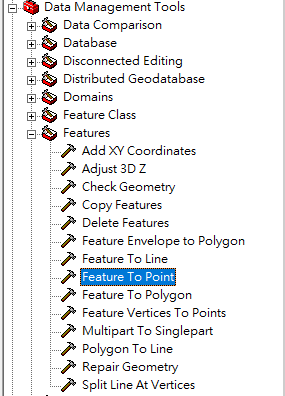 Data Management Tools
Data Comparison
Database
Disconnected Editing
Distributed Geodatabase
Domains
Feature Class
Features
Add XY Coordinates
Adjust 3D Z
Check Geometry
Copy Features
Delete Features
Feature Envelope to Polygon
Feature To Line
Feature To Point
Feature To Polygon
Feature Vertices To Points
Multipart To Singlepart
Polygon To Line
Repair Geometry
Split Line At Vertices